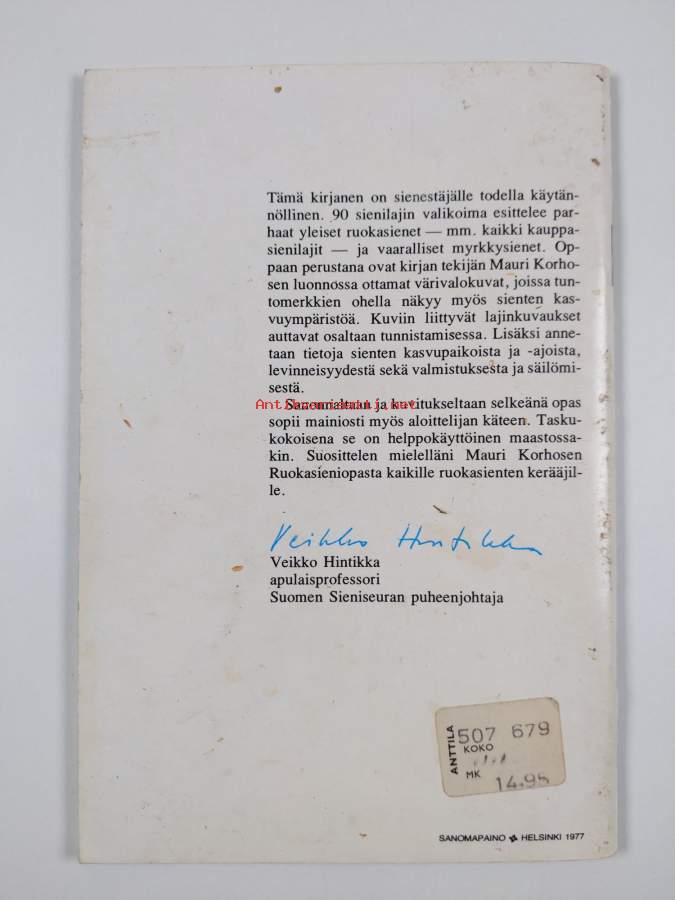 Tämä kirjanen on sienestäjälle todella käytän-
nöllinen. 90 sienilajin valikoima esittelee par-
haat yleiset ruokasienet — mm. kaikki kauppa-
sienilajit — ja vaaralliset myrkkysienet. Op-
paan perustana ovat kirjan tekijän Mauri Korho-
sen luonnossa ottamat värivalokuvat, joissa tun-
tomerkkien ohella näkyy myös sienten kas-
vuympäristöä. Kuviin liittyvät lajinkuvaukset
auttavat osaltaan tunnistamisessa. Lisäksi anne-
taan tietoja sienten kasvupaikoista ja -ajoista,
levinneisyydestä sekä valmistuksesta ja säilömi-
sestä.
Sanomaltaan ja kuvitukseltaan selkeänä opas
Antikvariaatti.net
sopii mainiosti myös aloittelijan käteen. Tasku-
kokoisena se on helppokäyttöinen maastossa-
kin. Suosittelen mielelläni Mauri Korhosen
Ruokasieniopasta kaikille ruokasienten kerääjil-
le.
Veikko Hintikka
Veikko Hintikka
apulaisprofessori
Suomen Sieniseuran puheenjohtaja
ANTTILA
507 679
KOKO
MK
14.95
SANOMAPAINO HELSINKI 1977